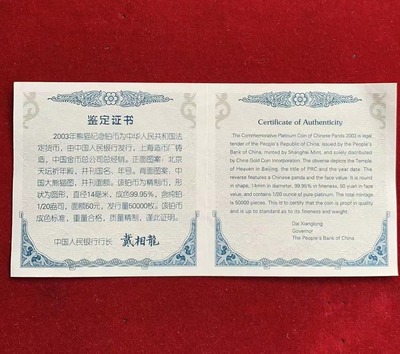 鉴定证书
2003年熊猫纪念铂币为中华人民共和国法
定货币，由中国人民银行发行，上海造币厂铸
造，中国金币总公司总经销。正面图案：北京
天坛祈年殿，并刊国名、年号。背面图案：中
国大熊猫图，并刊面额。该铂币为精制币，形
状为圆形，直径14毫米，成色99.95%，含纯铂
1/20盎司，面额50元，发行量50000枚。该铂币
成色标准，重量合格，质量精制，谨此证明。
中国人民银行行长 戴相龍
Certificate of Authenticity
The Commemorative Platinum Coin of Chinese Panda 2003 is legal
tender of the People's Republic of China, issued by the People's
Bank of China, minted by Shanghai Mint, and solely distributed
by China Gold Coin Incorporation. The obverse depicts the Temple
of Heaven in Beijing, the title of PRC and the year date. The
reverse features a Chinese panda and the face value. It is round
in shape, 14mm in diameter, 99.95% in fineness, 50 yuan in face
value, and contains 1/20 ounce of pure platinum. The total mintage
is 50000 pieces. This is to certify that the coin is proof in quality
and is up to standard as to its fineness and weight.
Dai Xianglong
Governor
The People's Bank of China